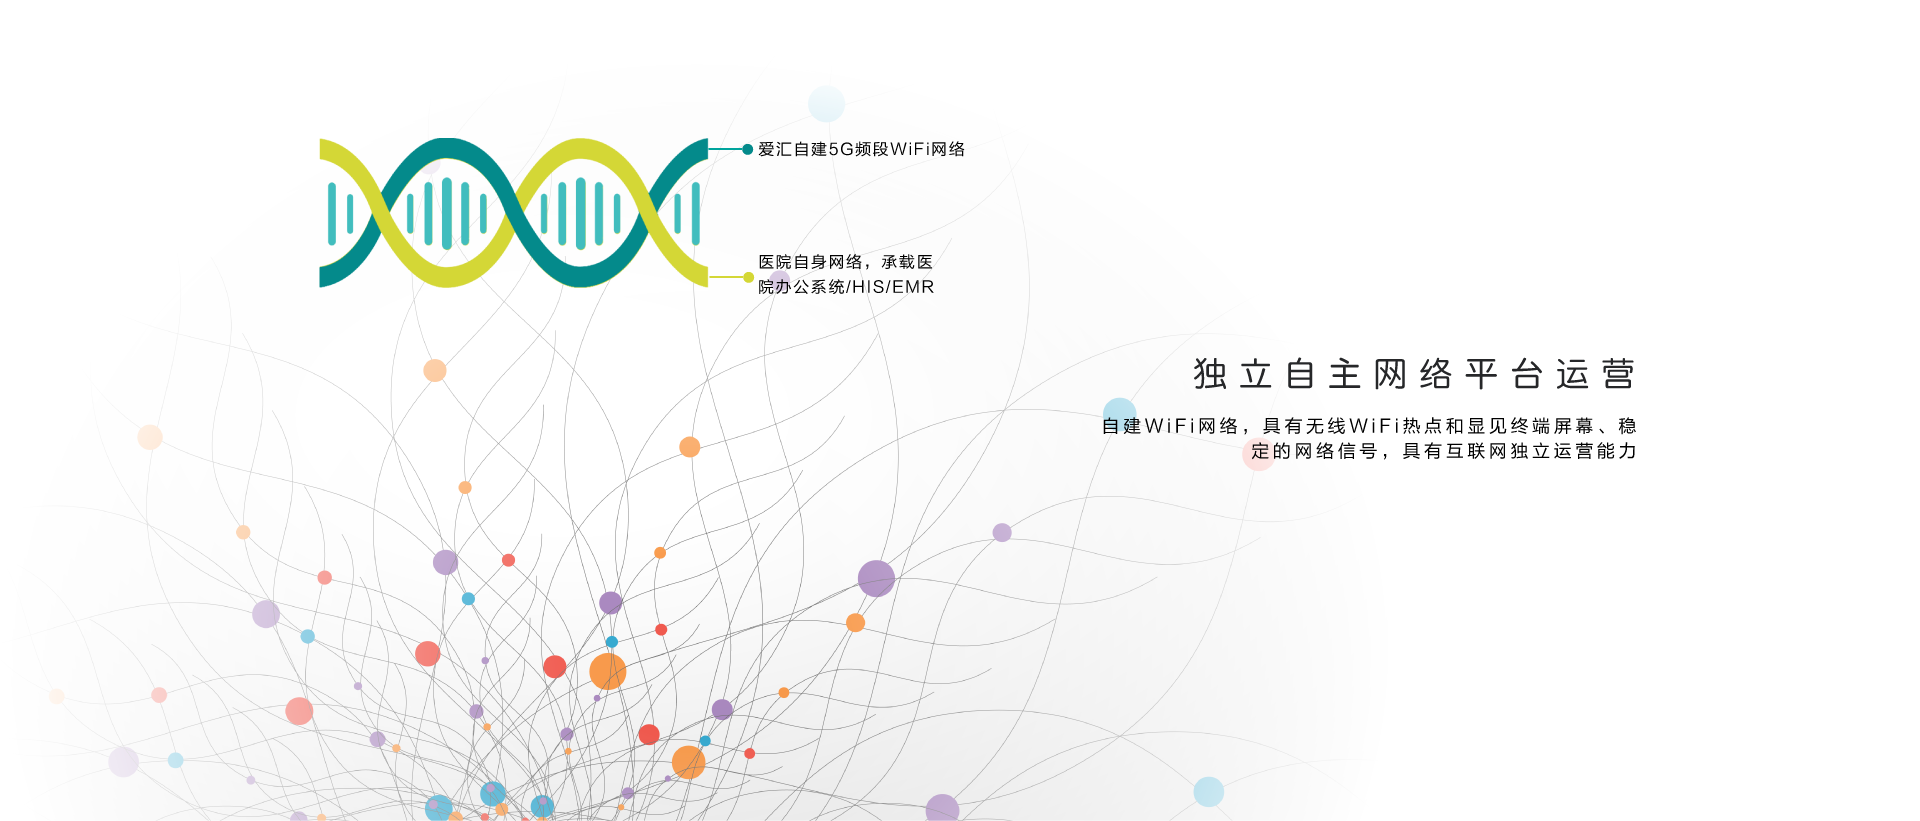 爱汇自建5G频段WiFi网络
医院自身网络，承载医
院办公系统/HIS/EMR
独立自主网络平台运营
自建WiFi网络，具有无线WiFi热点和显见终端屏幕、稳
定的网络信号，具有互联网独立运营能力